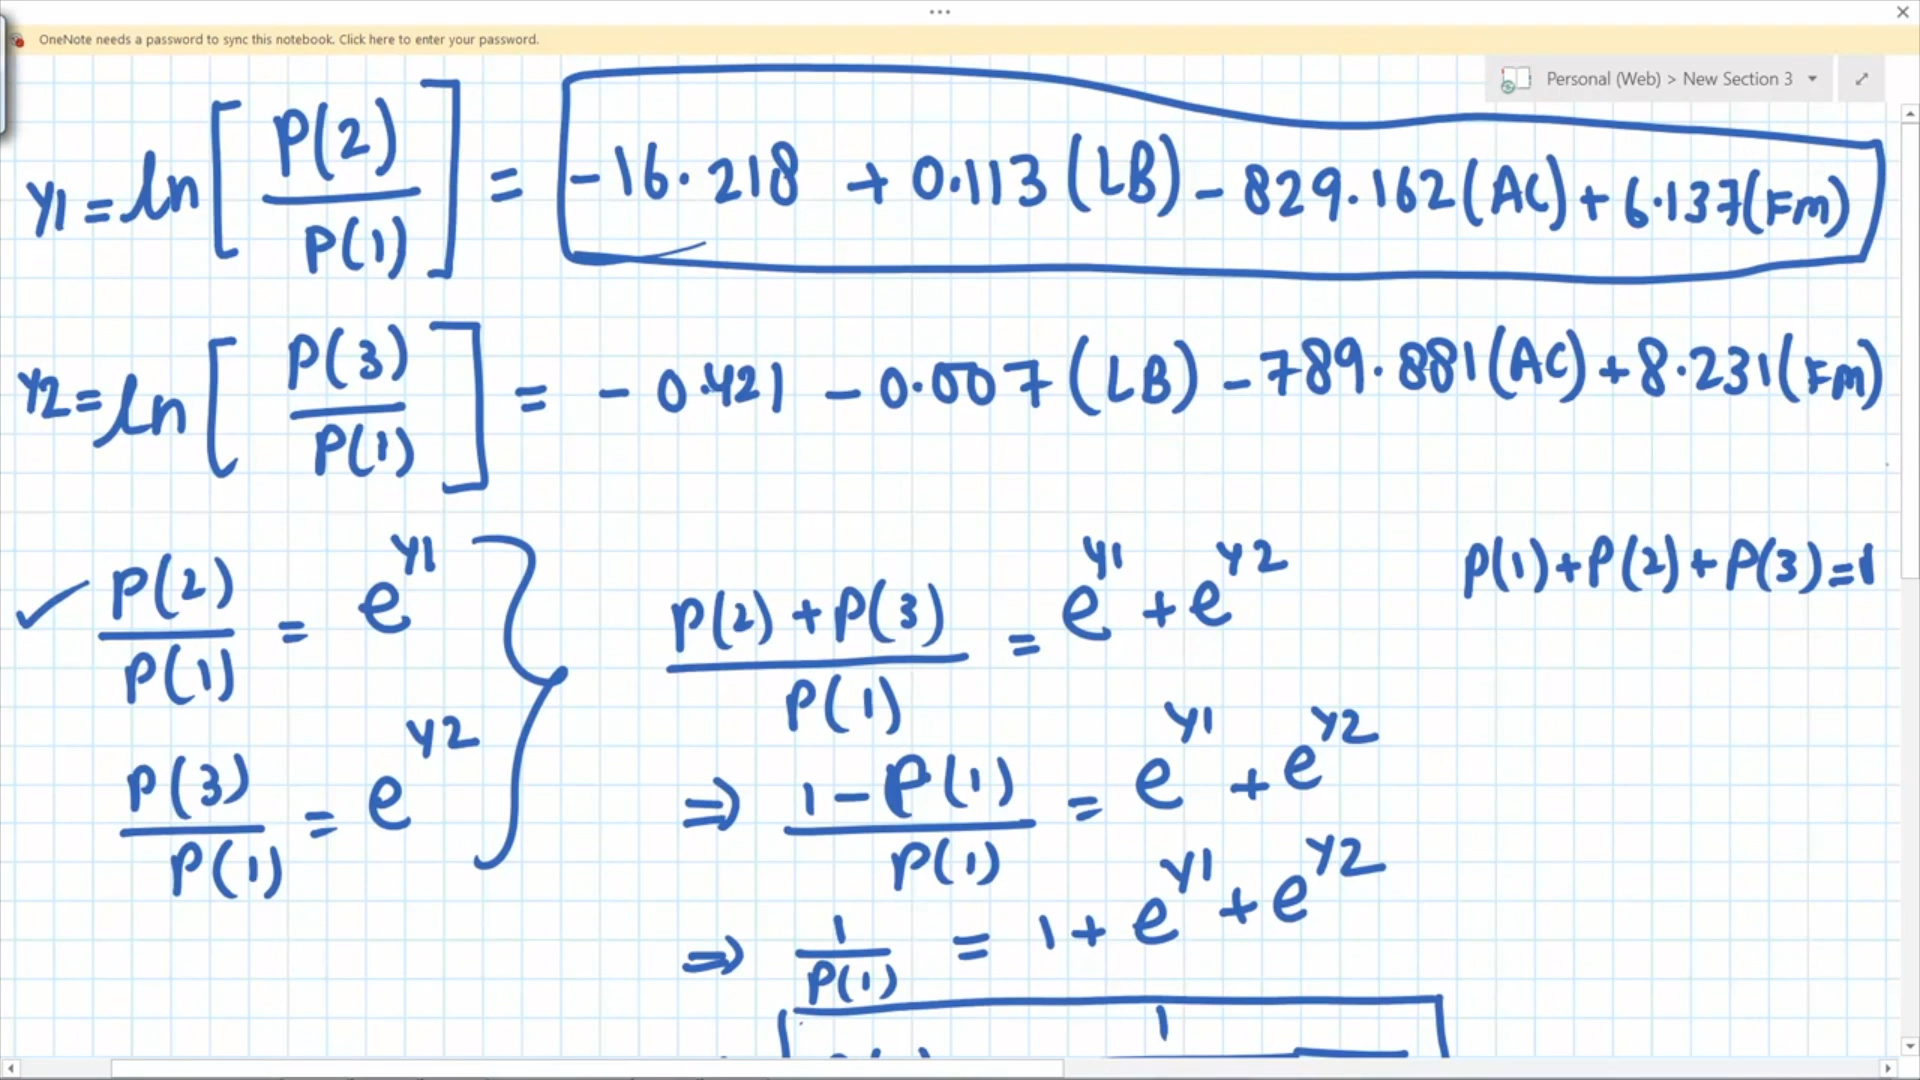 OneNote needs a password to sync this notebook. Click here to enter your password.
Personal (Web) > New Section 3
Y1 = ln [ P(2) / P(1) ] = -16.218 + 0.113 (LB) - 829.162 (AC) + 6.137 (FM)
Y2 = ln [ P(3) / P(1) ] = - 0.421 - 0.007 (LB) - 789.881 (AC) + 8.231 (FM)
✓ P(2) / P(1) = e^Y1
P(3) / P(1) = e^Y2
P(2) + P(3) / P(1) = e^Y1 + e^Y2
P(1) + P(2) + P(3) = 1
⇒ 1 - P(1) / P(1) = e^Y1 + e^Y2
⇒ 1 / P(1) = 1 + e^Y1 + e^Y2
1